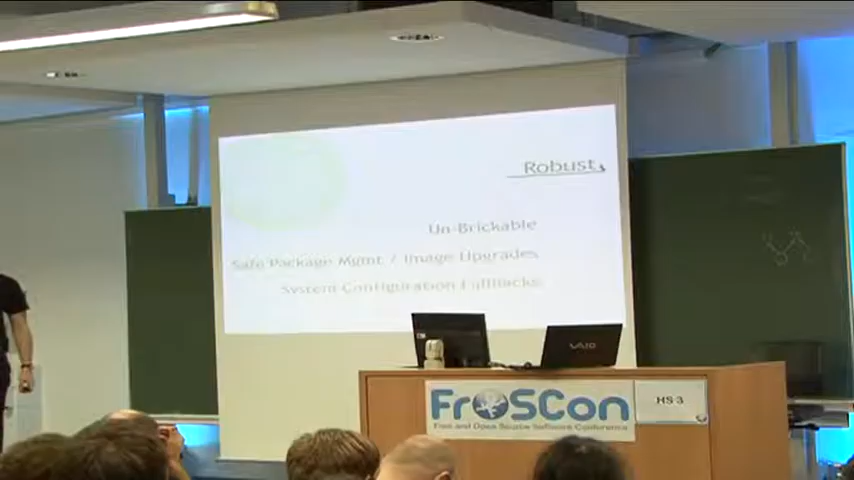 Robust
Un-Brickable
Safe Package Mgmt / Image Upgrades
System Configuration Fallbacks
VAIO
FrOSCon
Free and Open Source Software Conference
HS 3